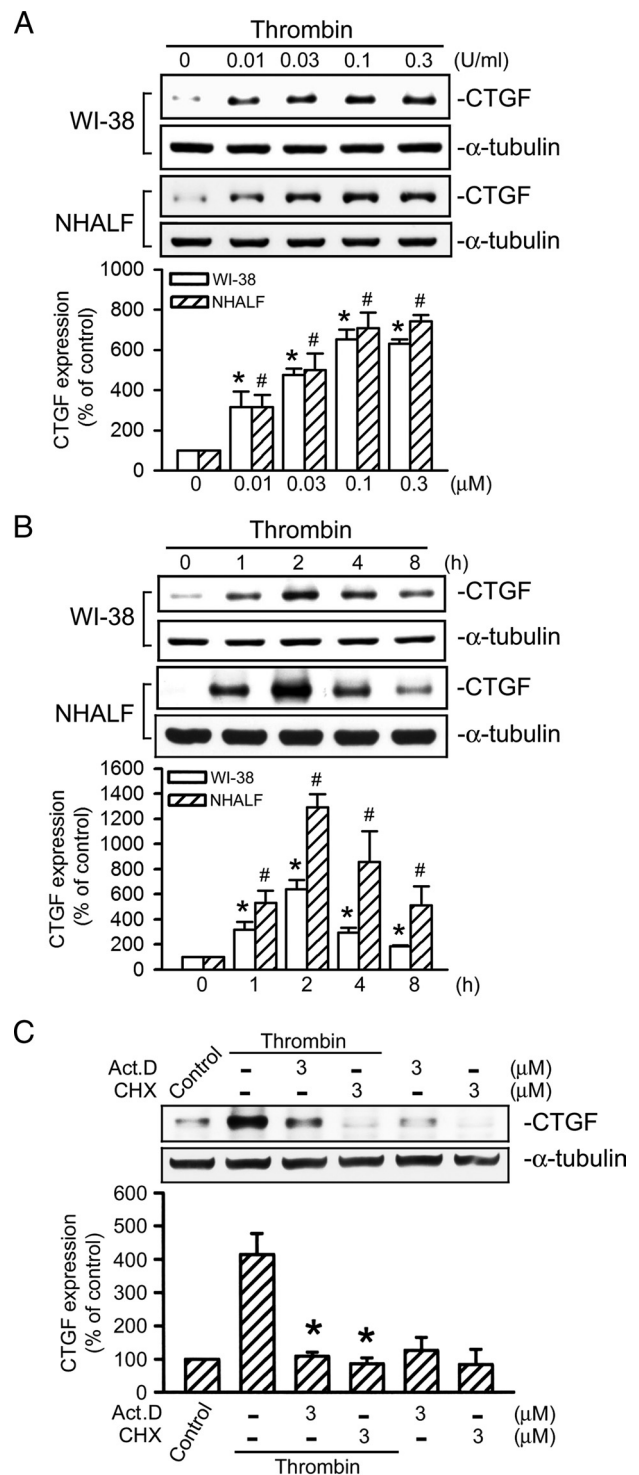 A
Thrombin
0 0.01 0.03 0.1 0.3 (U/ml)
WI-38
-CTGF
-α-tubulin
NHALF
-CTGF
-α-tubulin
CTGF expression
(% of control)
1000
800
600
400
200
0
WI-38
NHALF
* # * # * # * #
0 0.01 0.03 0.1 0.3 (μM)
B
Thrombin
0 1 2 4 8 (h)
WI-38
-CTGF
-α-tubulin
NHALF
-CTGF
-α-tubulin
CTGF expression
(% of control)
1600
1400
1200
1000
800
600
400
200
0
WI-38
NHALF
* # * # * # * #
0 1 2 4 8 (h)
C
Thrombin
Control
Act.D - 3 - 3 - (μM)
CHX - - 3 - 3 (μM)
-CTGF
-α-tubulin
CTGF expression
(% of control)
600
500
400
300
200
100
0
* *
Control
Act.D - 3 - 3 - (μM)
CHX - - 3 - 3 (μM)
Thrombin